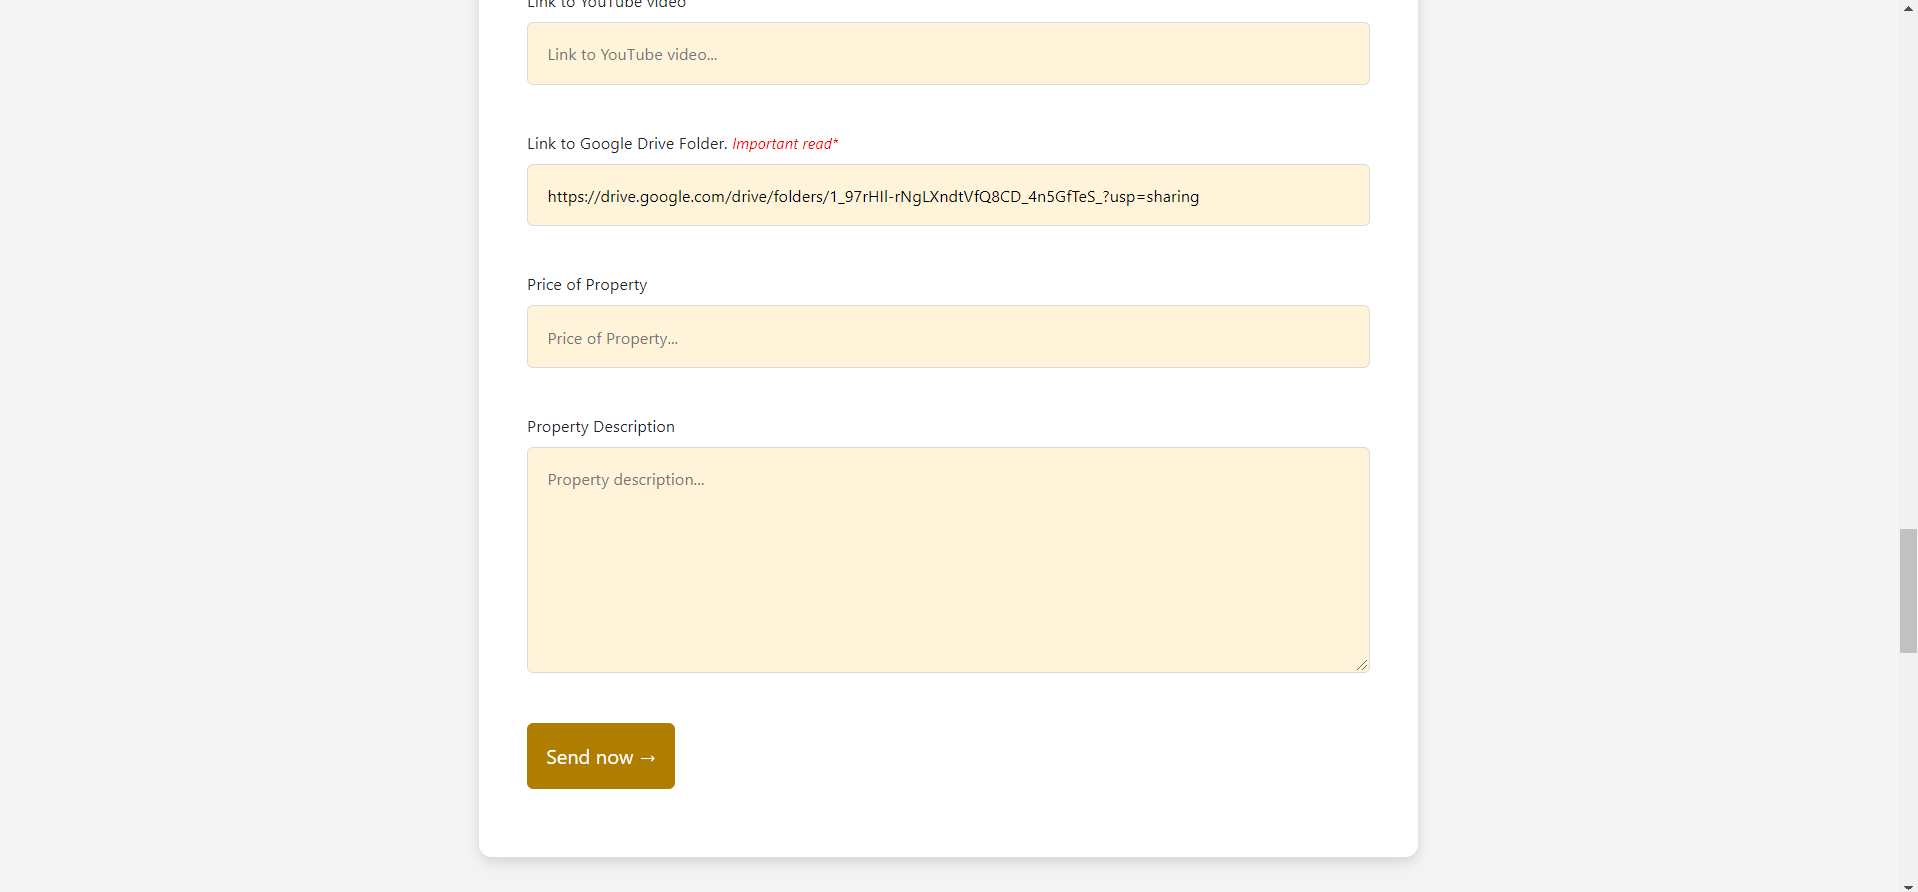 Link to YouTube video
Link to YouTube video...
Link to Google Drive Folder. Important read*
https://drive.google.com/drive/folders/1_97rHIl-rNgLXndtVfQ8CD_4n5GfTeS_?usp=sharing
Price of Property
Price of Property...
Property Description
Property description...
Send now →